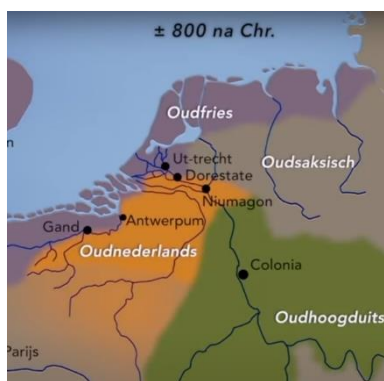 ± 800 na Chr.
Oudfries
Ut-trecht
Oudsaksisch
Dorestate
Niumagon
Antwerpum
Gand
Oudnederlands
Colonia
Oudhoogduits
Parijs
n